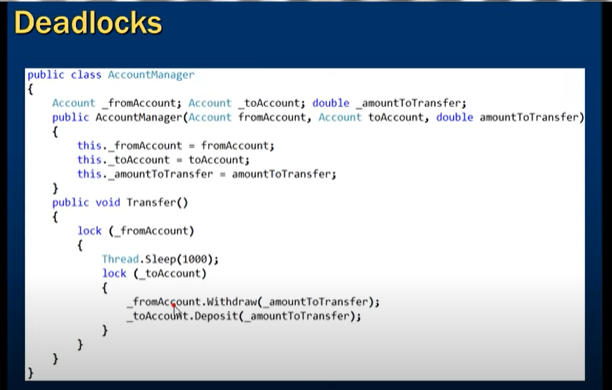 Deadlocks
public class AccountManager
{
Account _fromAccount; Account _toAccount; double _amountToTransfer;
public AccountManager(Account fromAccount, Account toAccount, double amountToTransfer)
{
this._fromAccount = fromAccount;
this._toAccount = toAccount;
this._amountToTransfer = amountToTransfer;
}
public void Transfer()
{
lock (_fromAccount)
{
Thread.Sleep(1000);
lock (_toAccount)
{
_fromAccount.Withdraw(_amountToTransfer);
_toAccount.Deposit(_amountToTransfer);
}
}
}
}